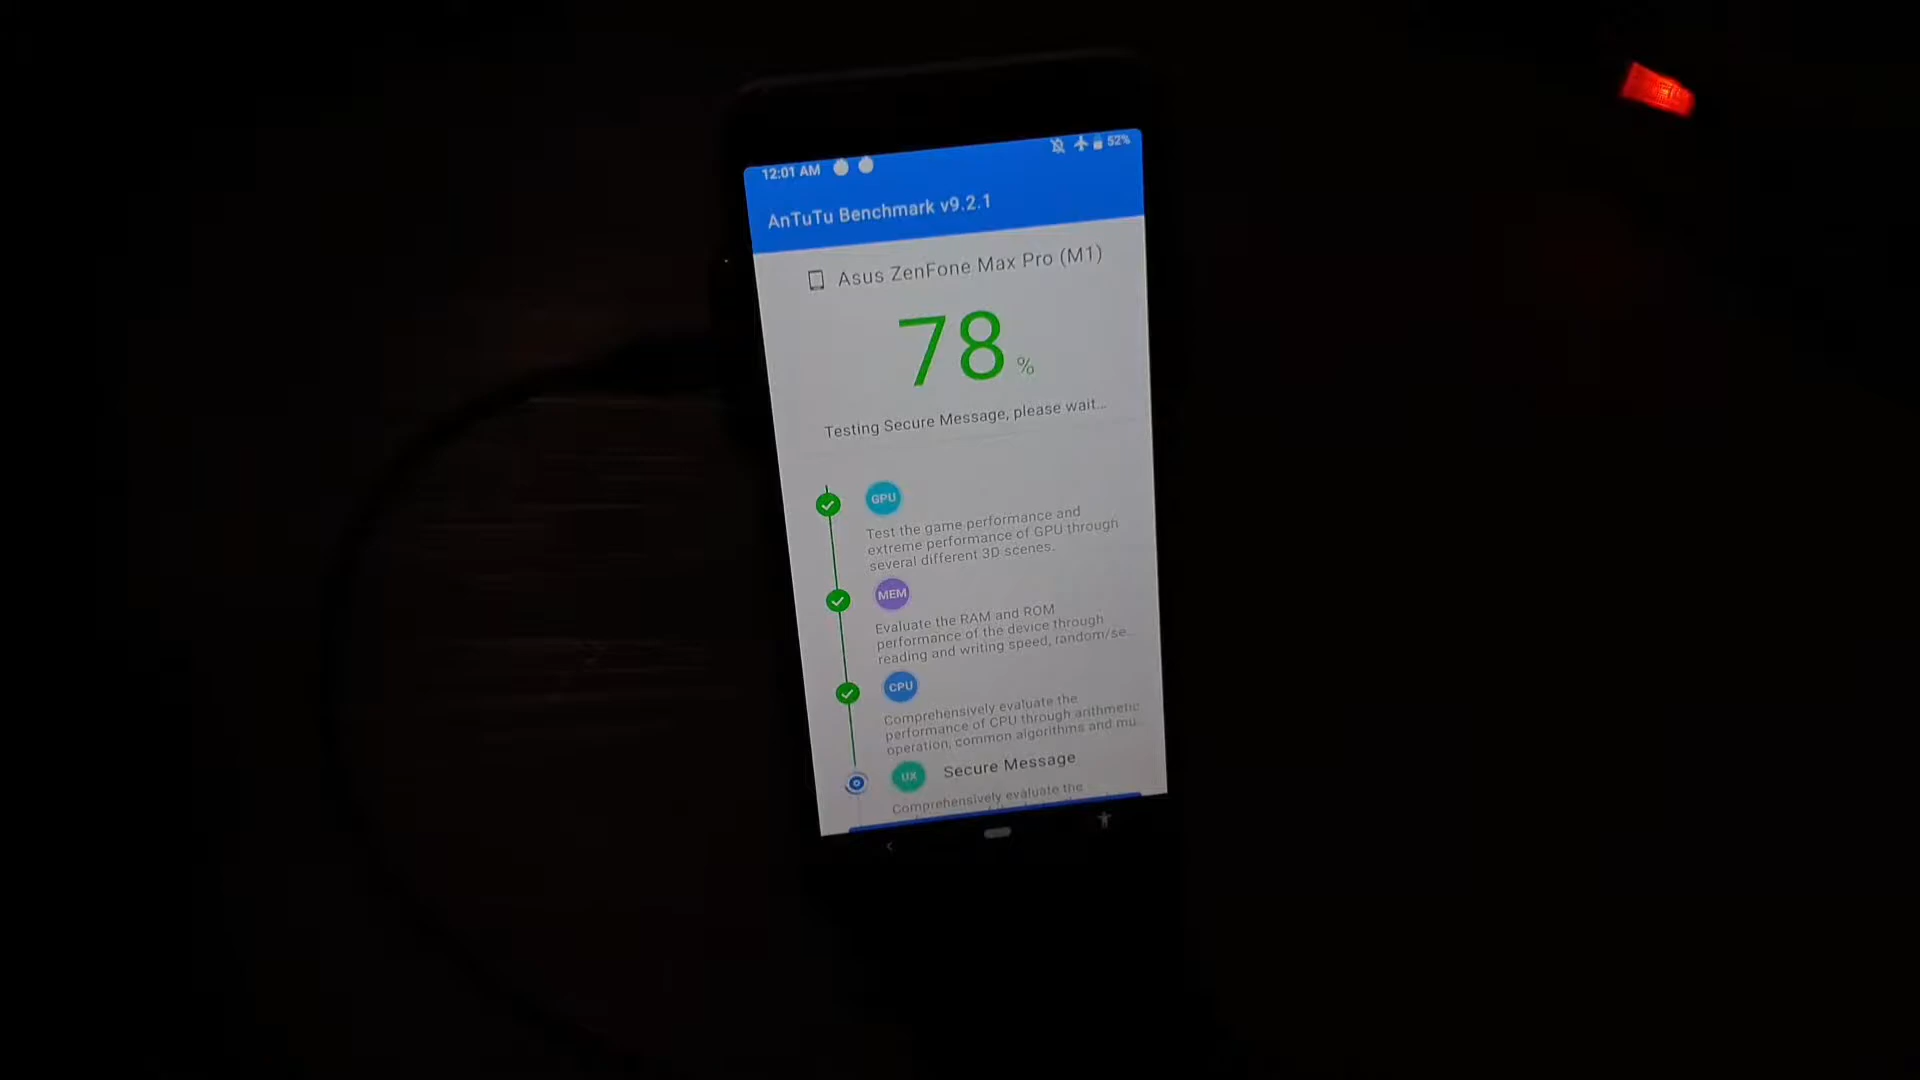 12:01 AM 52%
AnTuTu Benchmark v9.2.1
Asus ZenFone Max Pro (M1)
78 %
Testing Secure Message, please wait...
GPU
Test the game performance and
extreme performance of GPU through
several different 3D scenes.
MEM
Evaluate the RAM and ROM
performance of the device through
reading and writing speed, random/se...
CPU
Comprehensively evaluate the
performance of CPU through arithmetic
operation, common algorithms and mu...
UX Secure Message
Comprehensively evaluate the